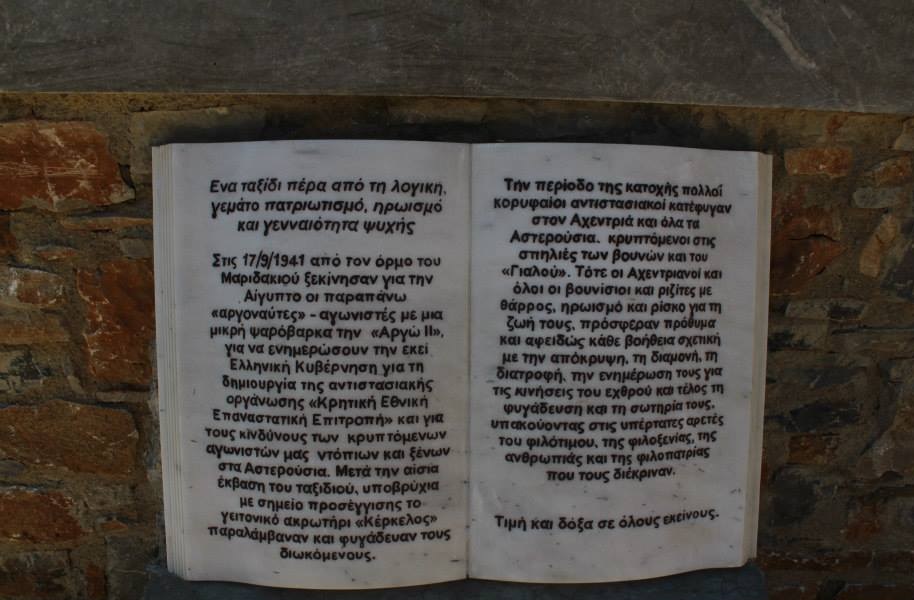 Ενα ταξίδι πέρα από τη λογική,
γεμάτο πατριωτισμό, ηρωισμό
και γενναιότητα ψυχής
Στις 17/9/1941 από τον όρμο του
Μαριδακιού ξεκίνησαν για την
Αίγυπτο οι παραπάνω
«αργοναύτες» - αγωνιστές με μια
μικρή ψαρόβαρκα την «Αργώ ΙΙ»,
για να ενημερώσουν την εκεί
Ελληνική Κυβέρνηση για τη
δημιουργία της αντιστασιακής
οργάνωσης «Κρητική Εθνική
Επαναστατική Επιτροπή» και για
τους κινδύνους των κρυπτόμενων
αγωνιστών μας ντόπιων και ξένων
στα Αστερούσια. Μετά την αίσια
έκβαση του ταξιδιού, υποβρύχια
με σημείο προσέγγισης το
γειτονικό ακρωτήρι «Κέρκελος»
παραλάμβαναν και φυγάδευαν τους
διωκόμενους.
Την περίοδο της κατοχής πολλοί
κορυφαίοι αντιστασιακοί κατέφυγαν
στον Αχεντριά και όλα τα
Αστερούσια. κρυπτόμενοι στις
σπηλιές των βουνών και του
«Γιαλού». Τότε οι Αχεντριανοί και
όλοι οι βουνίσιοι και ριζίτες με
θάρρος, ηρωισμό και ρίσκο για τη
ζωή τους, πρόσφεραν πρόθυμα
και αφειδώς κάθε βοήθεια σχετική
με την απόκρυψη, τη διαμονή, τη
διατροφή, την ενημέρωση τους για
τις κινήσεις του εχθρού και τέλος τη
φυγάδευση και τη σωτηρία τους,
υπακούοντας στις υπέρτατες αρετές
του φιλότιμου, της φιλοξενίας, της
ανθρωπιάς και της φιλοπατρίας
που τους διέκριναν.
Τιμή και δόξα σε όλους εκείνους.